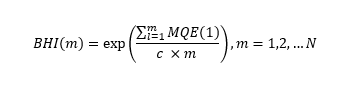 BHI(m) = exp(∑_{i=1}^{m} MQE(1) / c × m), m = 1,2, … N